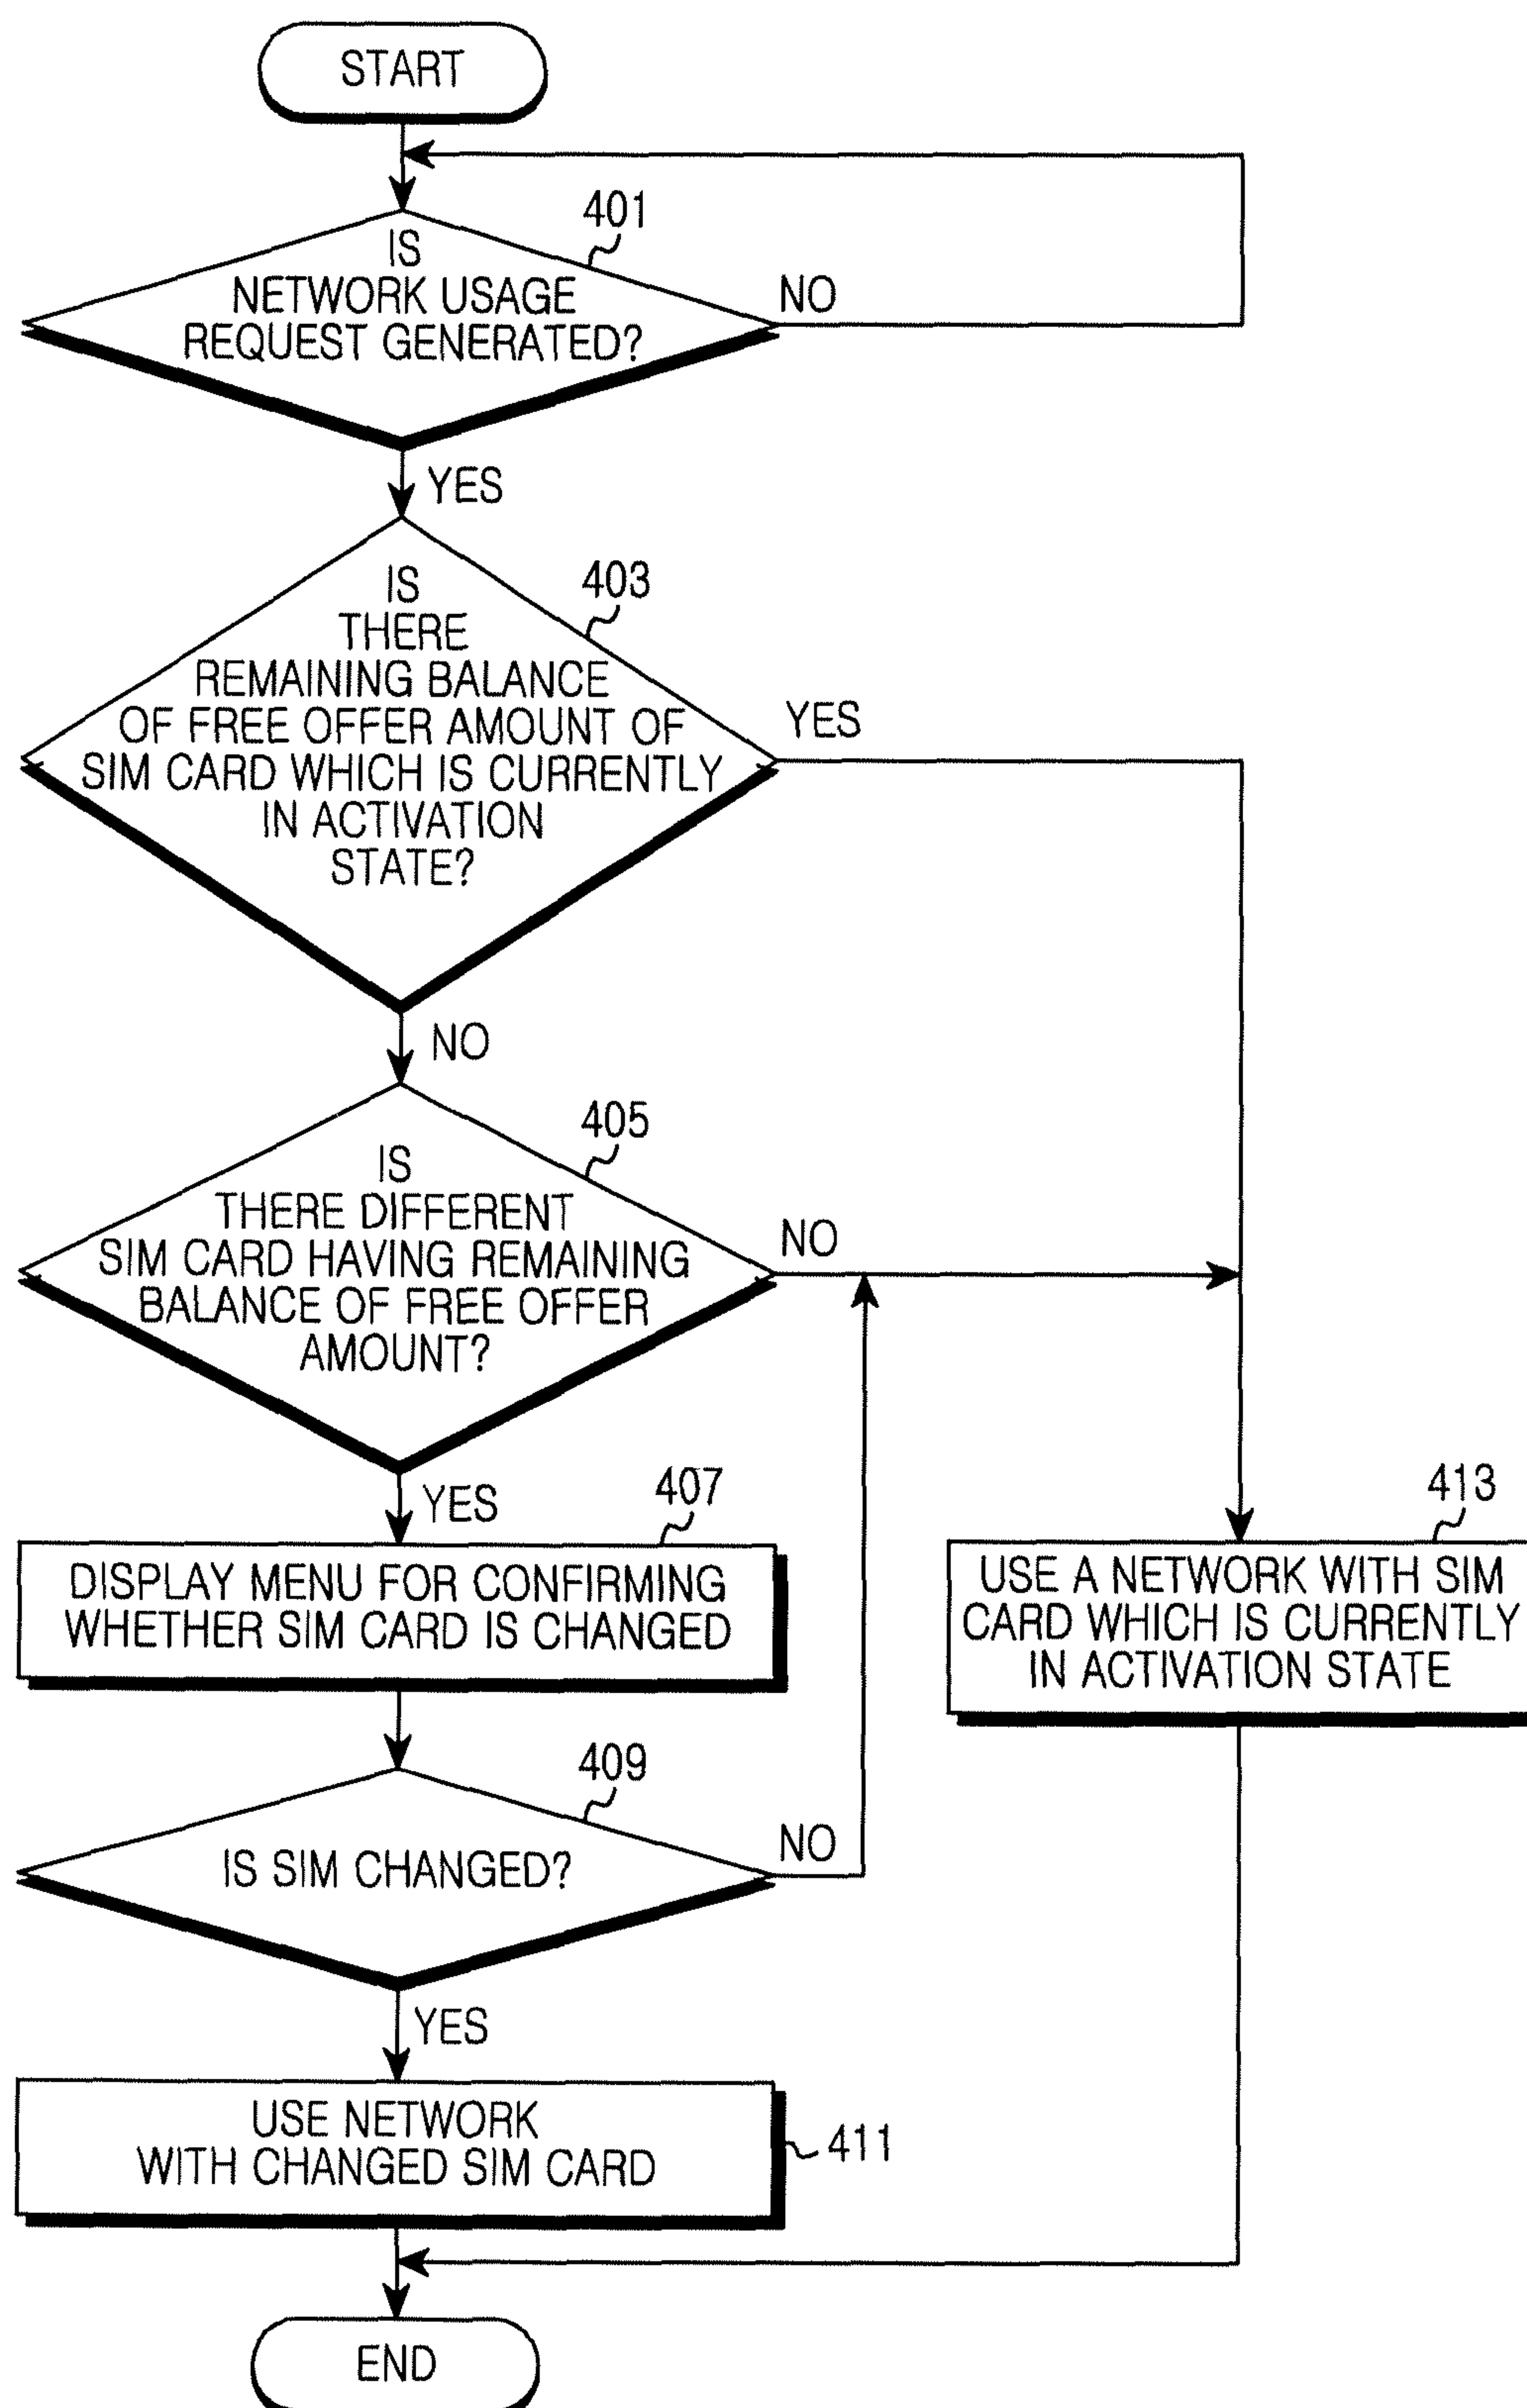 START
401
IS
NETWORK USAGE
REQUEST GENERATED?
NO
YES
403
IS
THERE
REMAINING BALANCE
OF FREE OFFER AMOUNT OF
SIM CARD WHICH IS CURRENTLY
IN ACTIVATION
STATE?
YES
NO
405
IS
THERE DIFFERENT
SIM CARD HAVING REMAINING
BALANCE OF FREE OFFER
AMOUNT?
NO
YES
407
DISPLAY MENU FOR CONFIRMING
WHETHER SIM CARD IS CHANGED
413
USE A NETWORK WITH SIM
CARD WHICH IS CURRENTLY
IN ACTIVATION STATE
409
IS SIM CHANGED?
NO
YES
USE NETWORK
WITH CHANGED SIM CARD
411
END